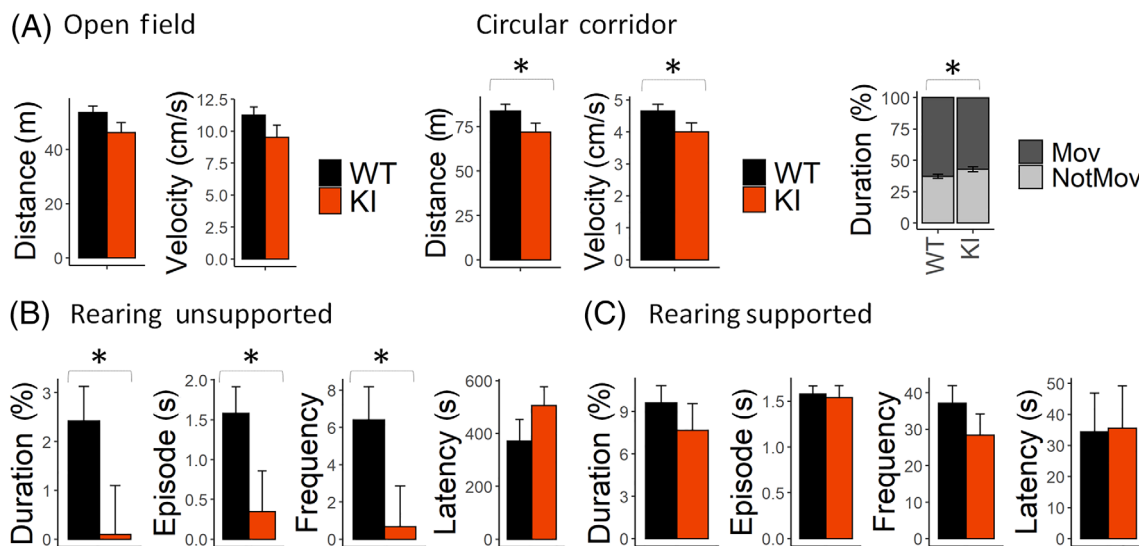 (A) Open field
Circular corridor
Distance (m)
40
20
0
Velocity (cm/s)
12.5
10.0
7.5
5.0
2.5
0.0
WT
KI
*
Distance (m)
75
50
25
0
*
Velocity (cm/s)
5
4
3
2
1
0
WT
KI
*
Duration (%)
100
75
50
25
0
WT
KI
Mov
NotMov
(B) Rearing unsupported
*
Duration (%)
3
2
1
0
*
Episode (s)
2.0
1.5
1.0
0.5
0.0
*
Frequency
8
6
4
2
0
Latency (s)
600
400
200
0
(C) Rearing supported
Duration (%)
9
6
3
0
Episode (s)
1.5
1.0
0.5
0.0
Frequency
40
30
20
10
0
Latency (s)
50
40
30
20
10
0